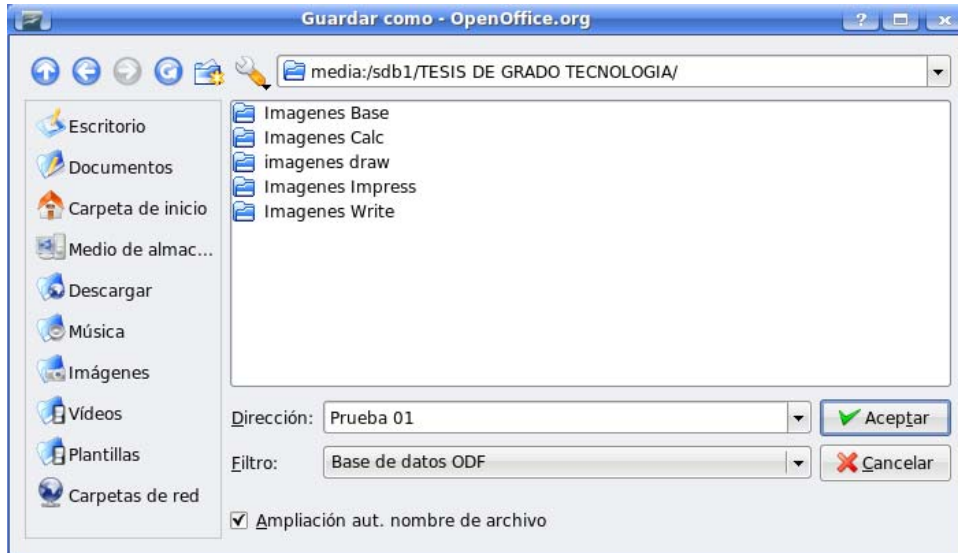 Guardar como - OpenOffice.org
media:/sdb1/TESIS DE GRADO TECNOLOGIA/
Escritorio
Documentos
Carpeta de inicio
Medio de almac...
Descargar
Música
Imágenes
Vídeos
Plantillas
Carpetas de red
Imagenes Base
Imagenes Calc
imagenes draw
Imagenes Impress
Imagenes Write
Dirección: Prueba 01 Aceptar
Filtro: Base de datos ODF Cancelar
Ampliación aut. nombre de archivo